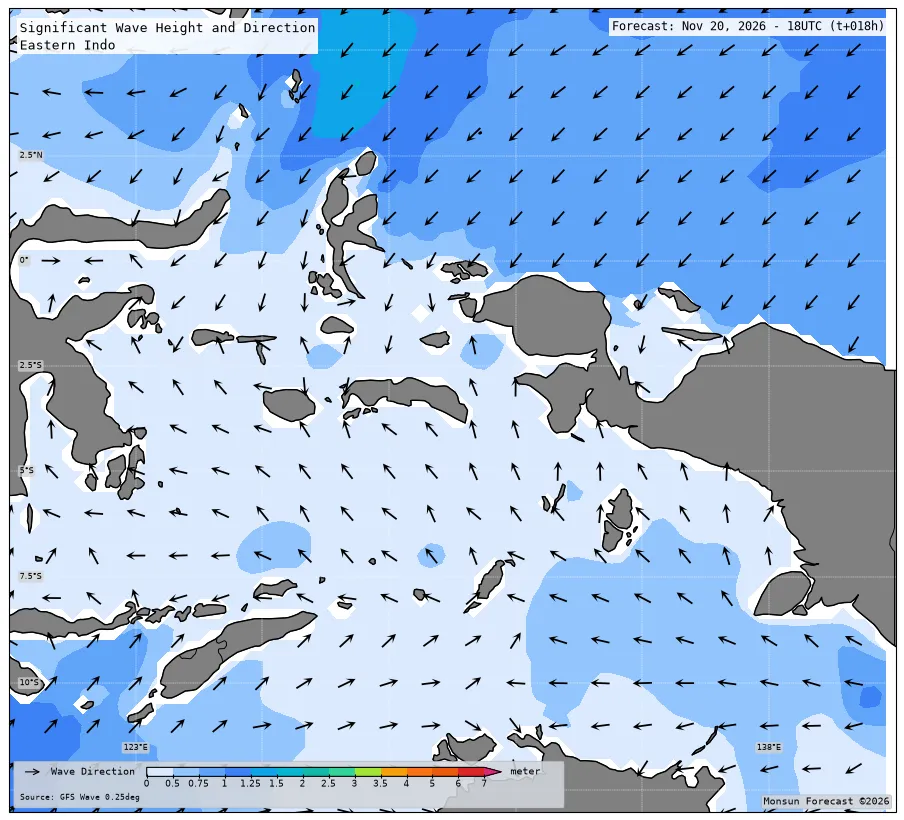 Significant Wave Height and Direction
Eastern Indo
Forecast: Nov 20, 2026 - 18UTC (t+018h)
2.5°N
0°
2.5°S
5°S
7.5°S
10°S
123°E
138°E
Wave Direction
0 0.5 0.75 1 1.25 1.5 2 2.5 3 3.5 4 5 6 7
meter
Source: GFS Wave 0.25deg
Monsun Forecast ©2026